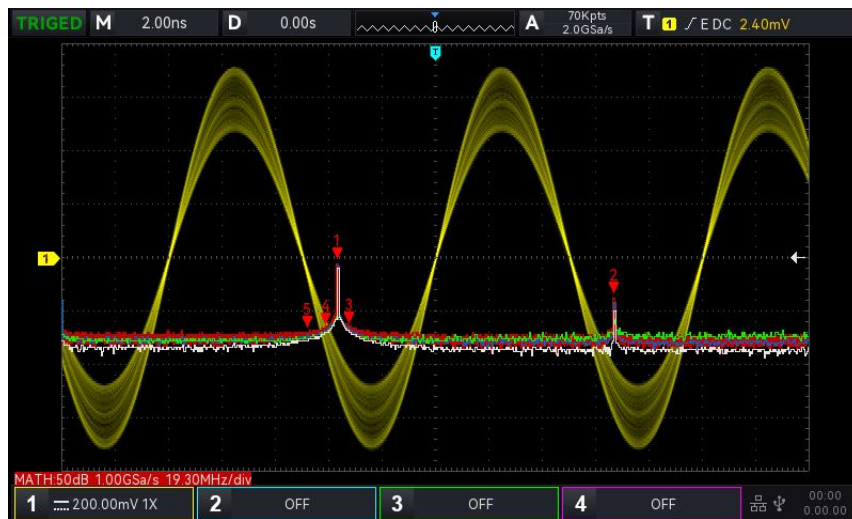 TRIGED M 2.00ns D 0.00s A 70Kpts 2.0GSa/s T 1 E DC 2.40mV
T
1
1
2
5 4 3
MATH:50dB 1.00GSa/s 19.30MHz/div
1 200.00mV 1X 2 OFF 3 OFF 4 OFF 00:00 0.00.00